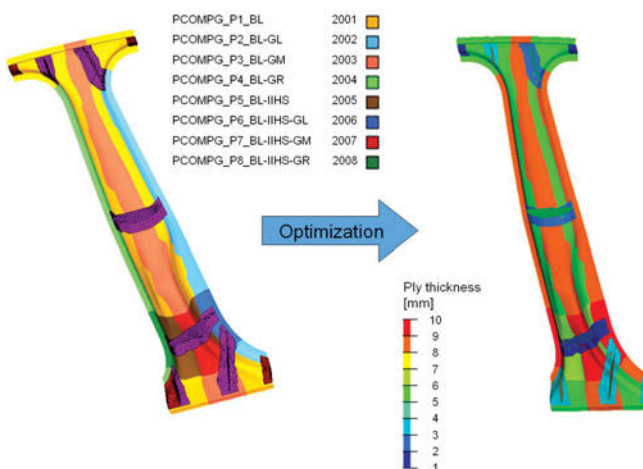 PCOMPG_P1_BL 2001
PCOMPG_P2_BL-GL 2002
PCOMPG_P3_BL-GM 2003
PCOMPG_P4_BL-GR 2004
PCOMPG_P5_BL-IIHS 2005
PCOMPG_P6_BL-IIHS-GL 2006
PCOMPG_P7_BL-IIHS-GM 2007
PCOMPG_P8_BL-IIHS-GR 2008
Optimization
Ply thickness
[mm]
10
9
8
7
6
5
4
3
2
1